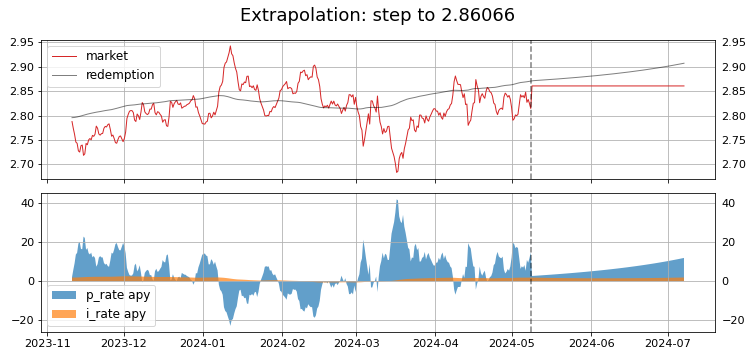 Extrapolation: step to 2.86066
2.95 2.95
market
redemption
2.90 2.90
2.85 2.85
2.80 2.80
2.75 2.75
2.70 2.70
40 40
20 20
0 0
p_rate apy
i_rate apy
−20 −20
2023-11 2023-12 2024-01 2024-02 2024-03 2024-04 2024-05 2024-06 2024-07